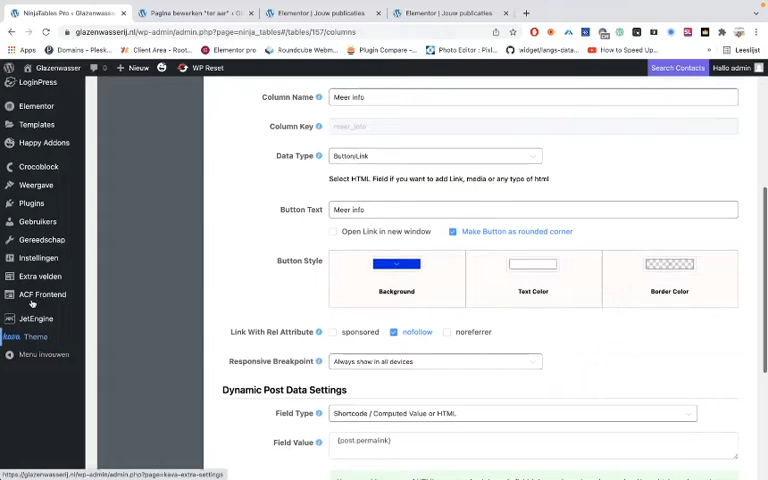 NinjaTables Pro ‹ Glazenwasser
Pagina bewerken "ter aar" ‹ Gl
Elementor | Jouw publicaties
Elementor | Jouw publicaties
glazenwasserij.nl/wp-admin/admin.php?page=ninja_tables#/tables/157/columns
Apps
Domains – Plesk...
Client Area - Root...
Elementor pro
Roundcube Webm...
Plugin Compare –...
Photo Editor : Pixl...
widget/langs-data...
How to Speed Up...
Leeslijst
Glazenwasser
0
Nieuw
WP Reset
Search Contacts
Hallo admin
LoginPress
Elementor
Templates
Happy Addons
Crocoblock
Weergave
Plugins
Gebruikers
Gereedschap
Instellingen
Extra velden
ACF Frontend
JetEngine
kava Theme
Menu invouwen
Column Name
Meer info
Column Key
meer_info
Data Type
Button/Link
Select HTML Field if you want to add Link, media or any type of html
Button Text
Meer info
Open Link in new window
Make Button as rounded corner
Button Style
Background
Text Color
Border Color
Link With Rel Attribute
sponsored
nofollow
noreferrer
Responsive Breakpoint
Always show in all devices
Dynamic Post Data Settings
Field Type
Shortcode / Computed Value or HTML
Field Value
{post.permalink}
https://glazenwasserij.nl/wp-admin/admin.php?page=kava-extra-settings